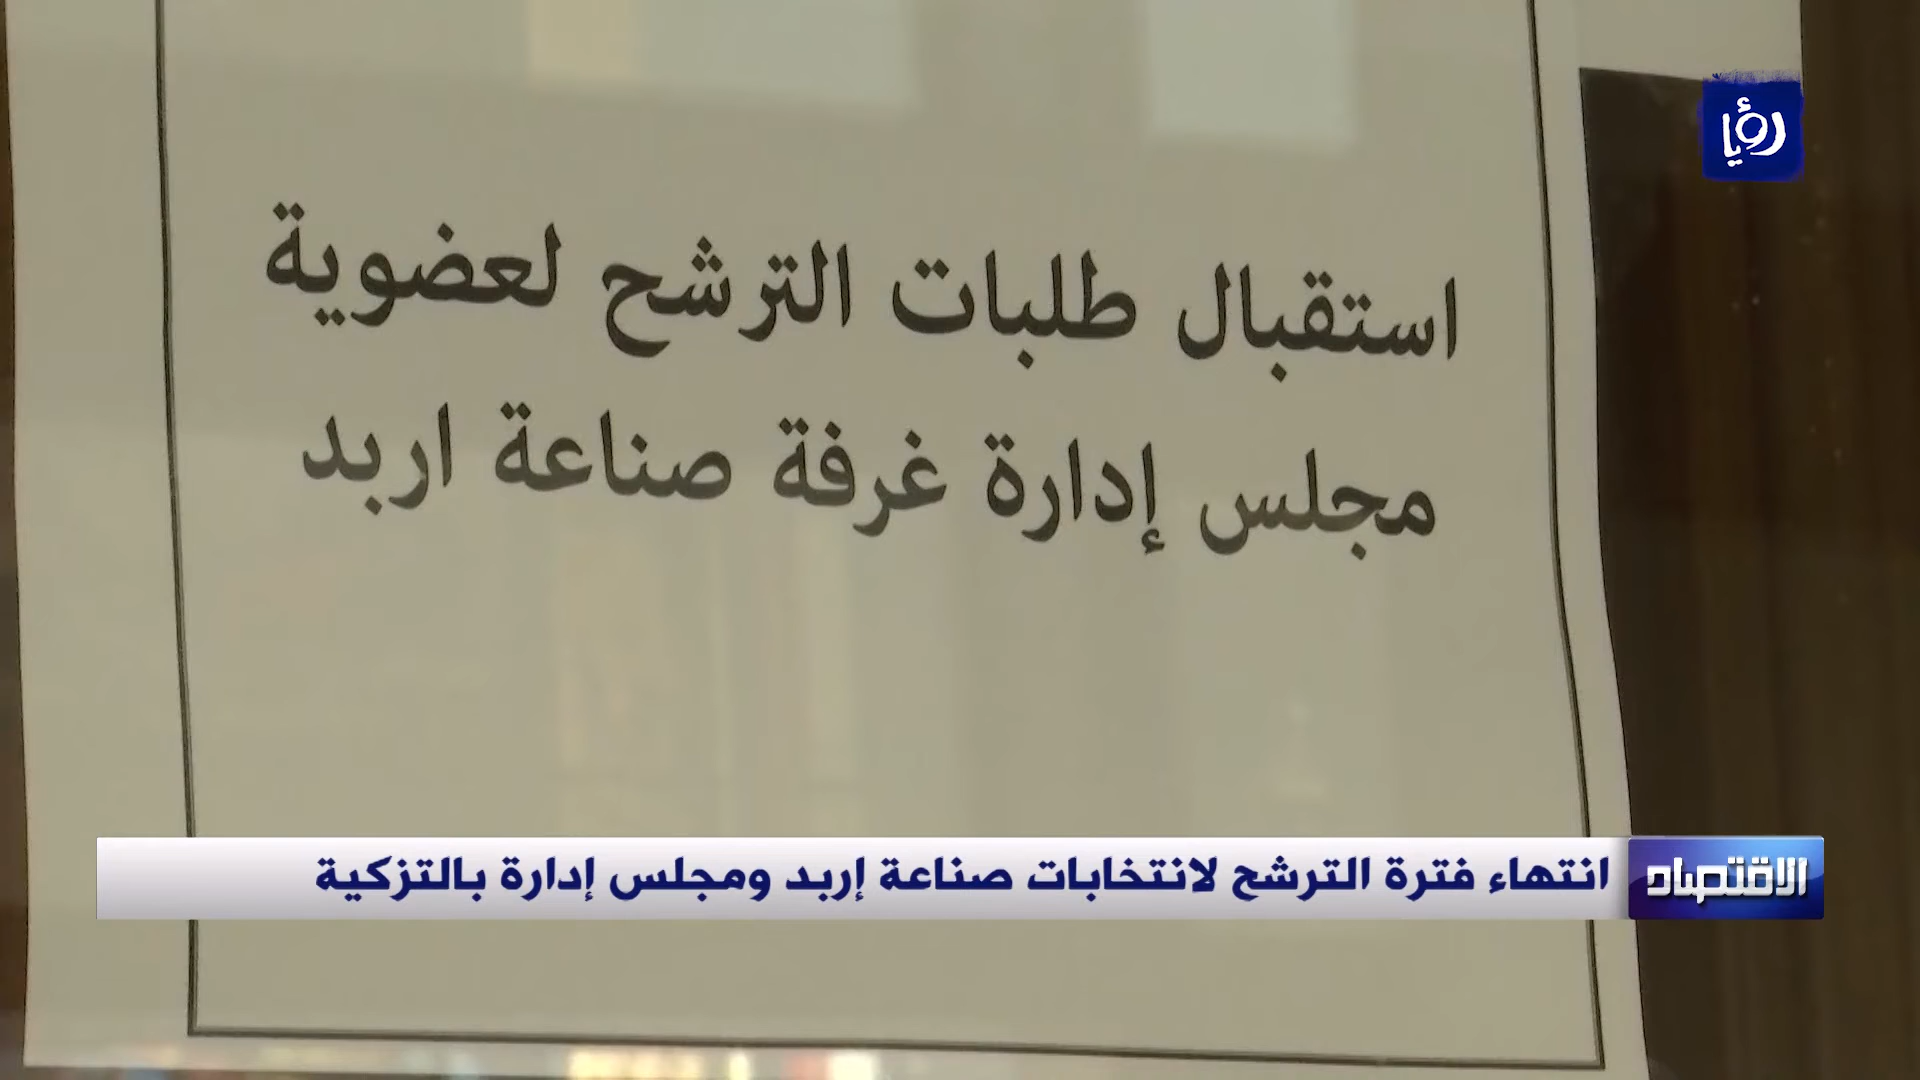 رؤيا
استقبال طلبات الترشح لعضوية
مجلس إدارة غرفة صناعة اربد
الاقتصاد
انتهاء فترة الترشح لانتخابات صناعة إربد ومجلس إدارة بالتزكية